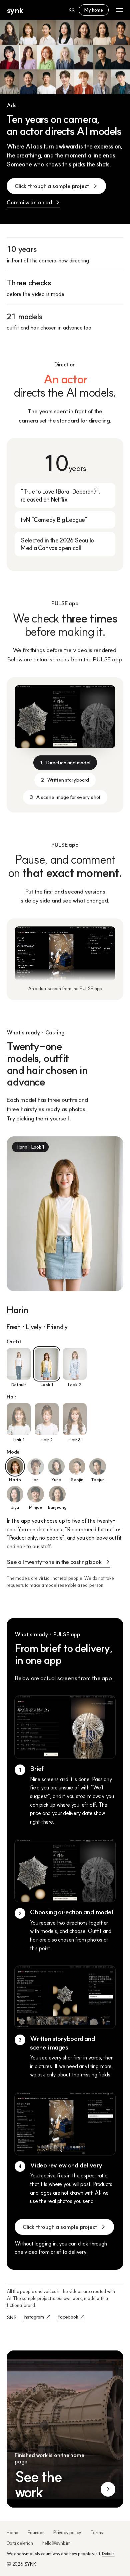 synk
KR
My home
Ads
Ten years on camera,
an actor directs AI models
Where AI ads turn awkward is the expression,
the breathing, and the moment a line ends.
Someone who knows this picks the shots.
Click through a sample project
Commission an ad
10 years
in front of the camera, now directing
Three checks
before the video is made
21 models
outfit and hair chosen in advance too
Direction
An actor
directs the AI models.
The years spent in front of the
camera set the standard for directing.
10 years
“True to Love (Bora! Deborah)”,
released on Netflix
tvN “Comedy Big League”
Selected in the 2026 Seoullo
Media Canvas open call
PULSE app
We check three times
before making it.
We fix things before the video is rendered.
Below are actual screens from the PULSE app.
1 Direction and model
2 Written storyboard
3 A scene image for every shot
PULSE app
Pause, and comment
on that exact moment.
Put the first and second versions
side by side and see what changed.
An actual screen from the PULSE app.
What's ready · Casting
Twenty-one
models, outfit
and hair chosen in
advance
Each model has three outfits and
three hairstyles ready as photos.
Try picking them yourself.
Harin · Look 1
Harin
Fresh · Lively · Friendly
Outfit
Default
Look 1
Look 2
Hair
Hair 1
Hair 2
Hair 3
Model
Harin
Ian
Yuna
Seojin
Taejun
Jiyu
Minjae
Eunjeong
In the app you choose up to two of the twenty-
one. You can also choose “Recommend for me” or
“Product only, no model”, and you can put outfit
and hair to our staff.
See all twenty-one in the casting book
The models are virtual, not real people. We do not take
requests to make a model resemble a real person.
What's ready · PULSE app
From brief to delivery,
in one app
Below are actual screens from the app.
1
Brief
Nine screens and it is done. Pass any
field you are unsure of with “We'll
suggest”, and if you stop midway you
can pick up where you left off. The
price and your delivery date show
right there.
2
Choosing direction and model
You receive two directions together
with models, and choose. Outfit and
hair are also chosen from photos at
this point.
3
Written storyboard and
scene images
You see every shot first in words, then
in pictures. If we need anything more,
we ask only about the missing fields.
4
Video review and delivery
You receive files in the aspect ratio
that fits where you will post. Products
and logos are not drawn with AI: we
use the real photos you send.
Click through a sample project
Without logging in, you can click through
one video from brief to delivery.
All the people and voices in the videos are created with
AI. The sample project is our own work, made with a
fictional brand.
SNS
Instagram
Facebook
Finished work is on the home
page
See the
work
Home
Founder
Privacy policy
Terms
Data deletion
hello@synk.im
We anonymously count why and how people visit. Details
© 2026 SYNK